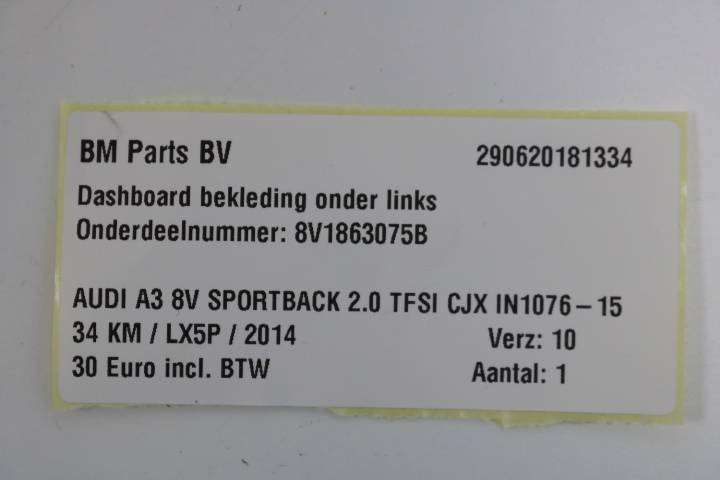 BM Parts BV 290620181334
Dashboard bekleding onder links
Onderdeelnummer: 8V1863075B
AUDI A3 8V SPORTBACK 2.0 TFSI CJX IN1076-15
34 KM / LX5P / 2014 Verz: 10
30 Euro incl. BTW Aantal: 1